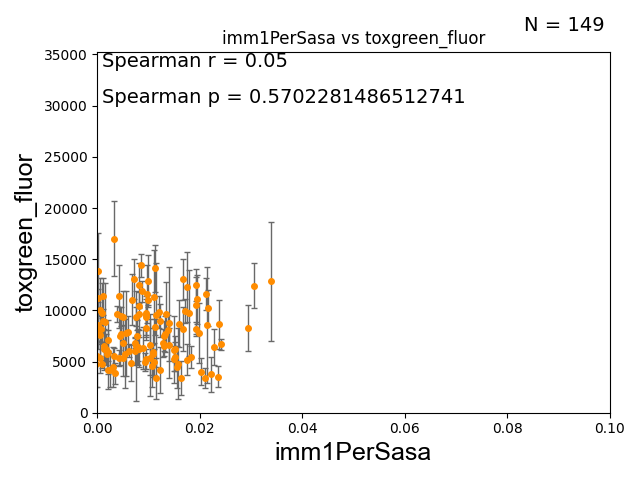 N = 149
imm1PerSasa vs toxgreen_fluor
Spearman r = 0.05
Spearman p = 0.5702281486512741
toxgreen_fluor
35000
30000
25000
20000
15000
10000
5000
0
0.00 0.02 0.04 0.06 0.08 0.10
imm1PerSasa